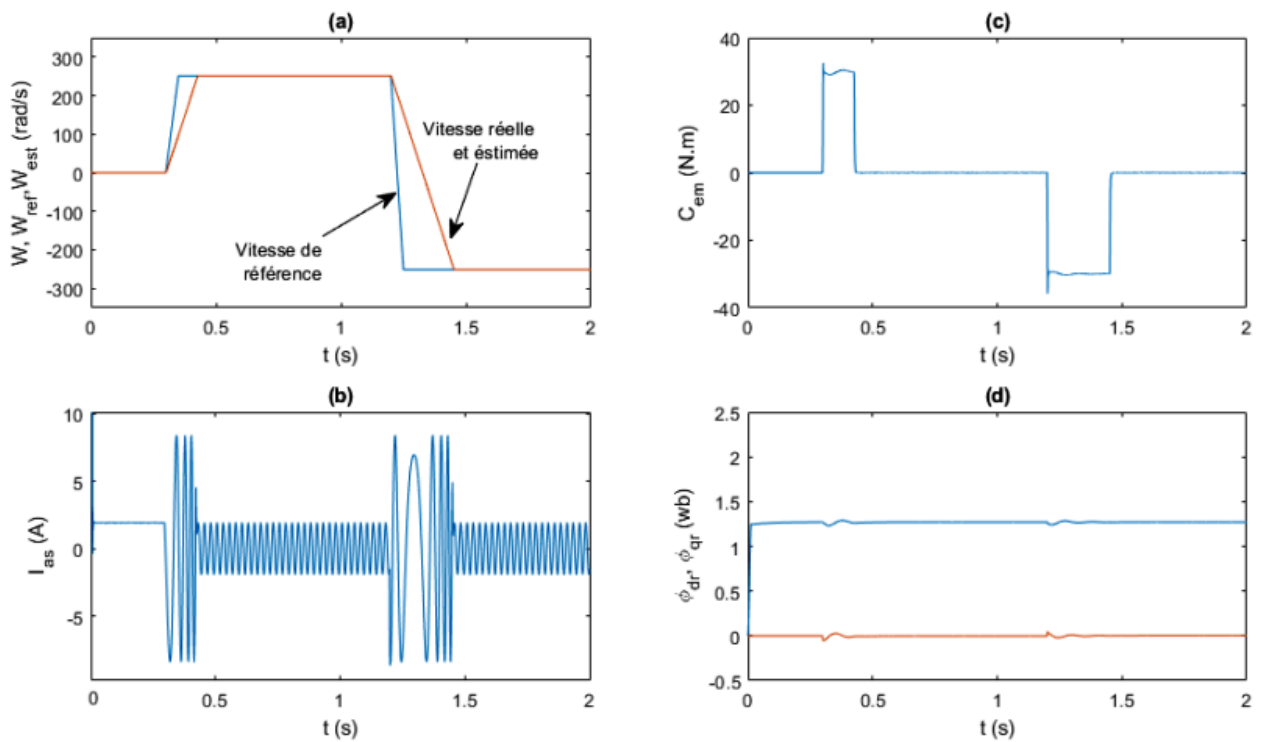 (a)
W, W_ref, W_est (rad/s)
300
200
100
0
-100
-200
-300
Vitesse réelle
et éstimée
Vitesse de
référence
0
0.5
1
1.5
2
t (s)
(c)
C_em (N.m)
40
20
0
-20
-40
0
0.5
1
1.5
2
t (s)
(b)
I_as (A)
10
5
0
-5
0
0.5
1
1.5
2
t (s)
(d)
ϕ_dr, ϕ_qr (wb)
2.5
2
1.5
1
0.5
0
-0.5
0
0.5
1
1.5
2
t (s)